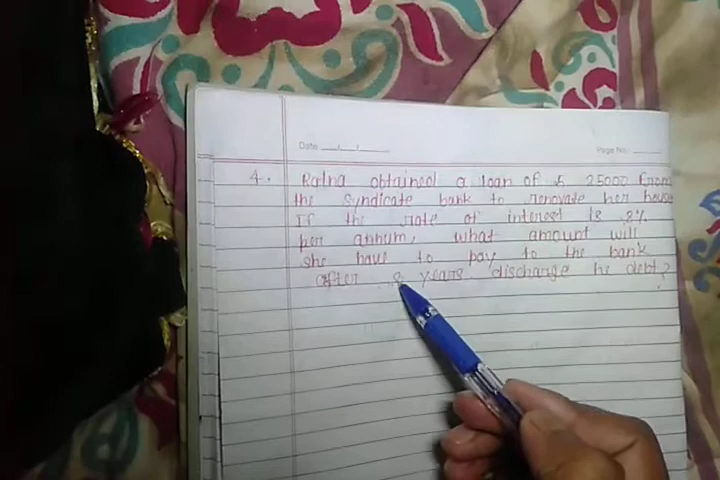 Date
Page No.
4. Ratna obtained a loan of ₹ 25000 from
the Syndicate bank to renovate her house
If the rate of interest is 8%
per annum, what amount will
she have to pay to the bank
after 2 years discharge he debt?